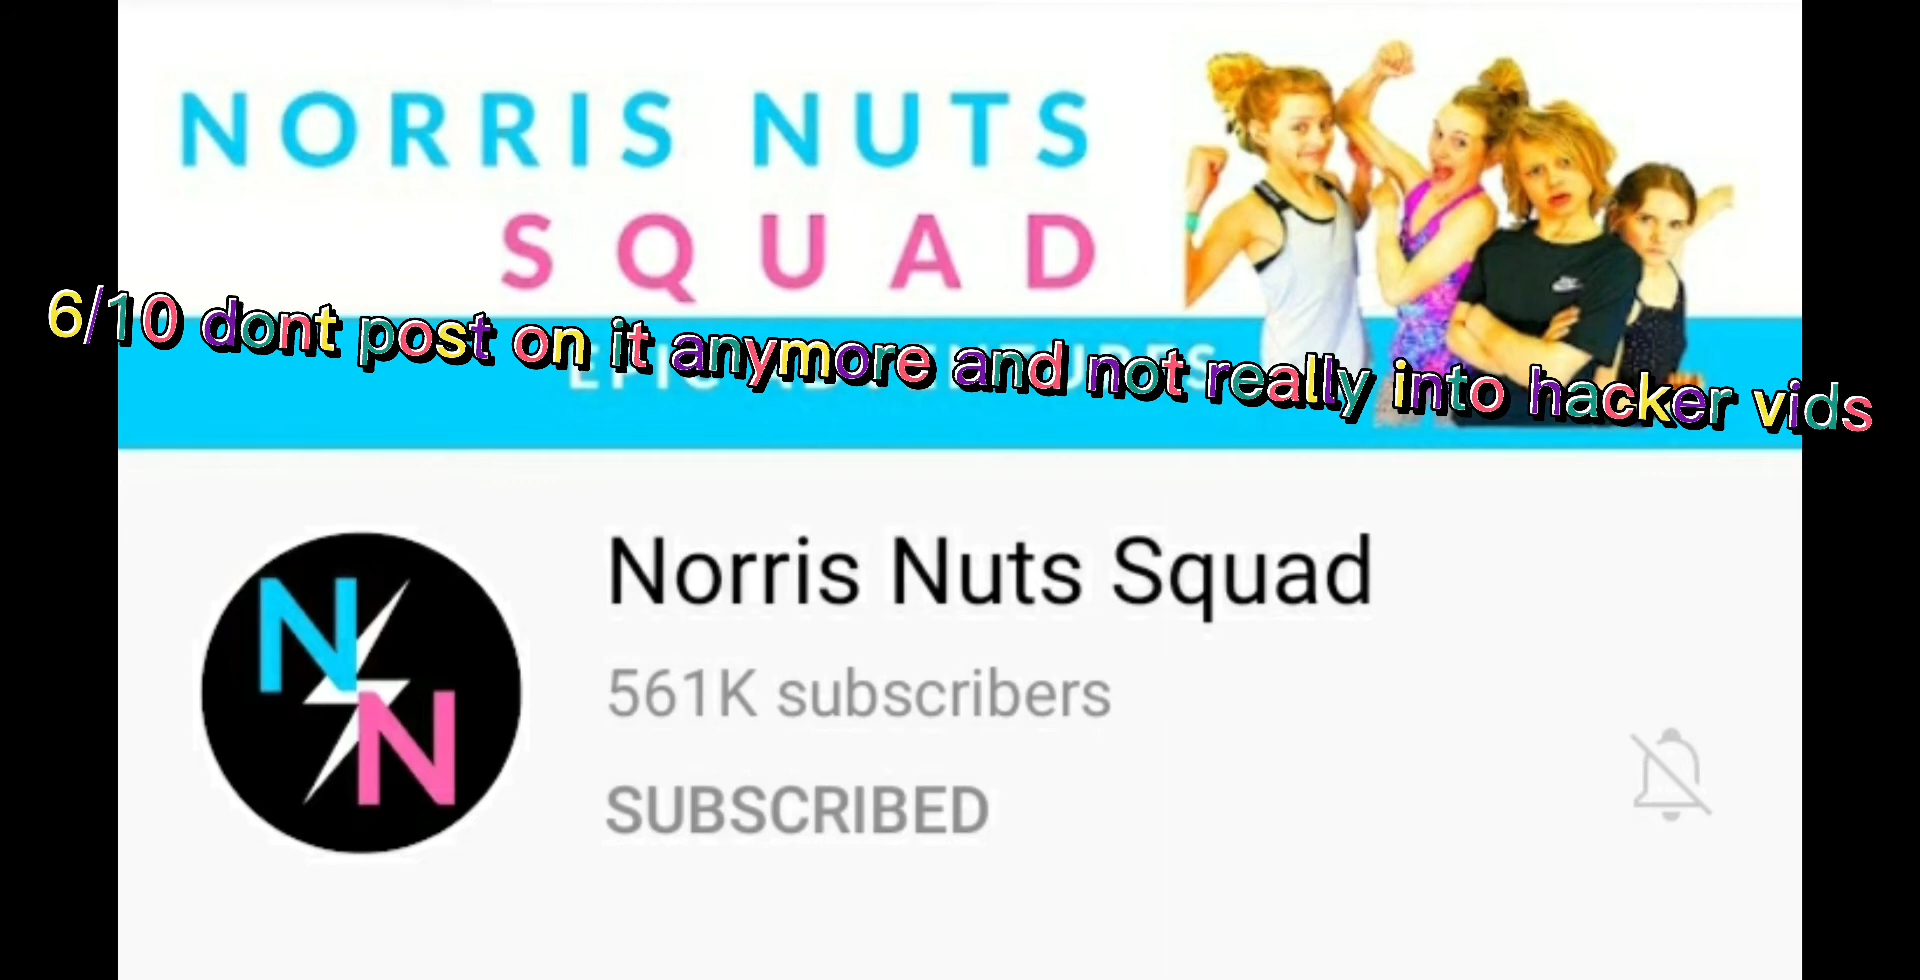 NORRIS NUTS
SQUAD
6/10 dont post on it anymore and not really into hacker vids
N
N
Norris Nuts Squad
561K subscribers
SUBSCRIBED